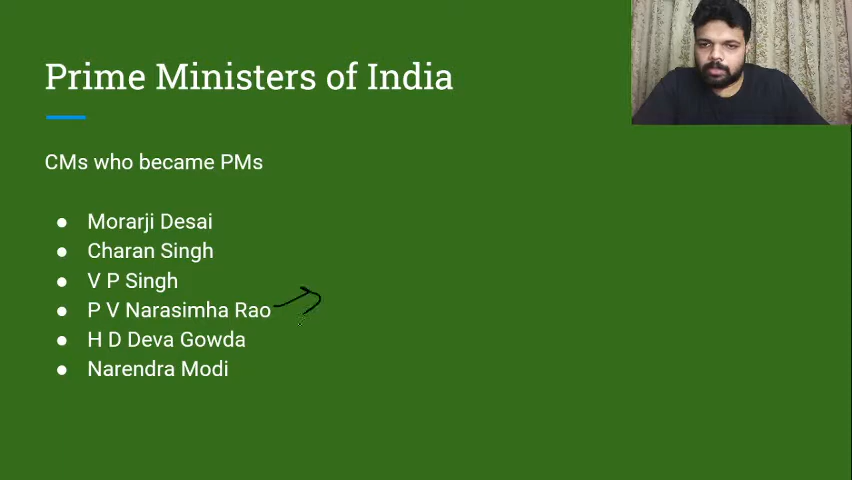 Prime Ministers of India
CMs who became PMs
● Morarji Desai
● Charan Singh
● V P Singh
● P V Narasimha Rao
● H D Deva Gowda
● Narendra Modi